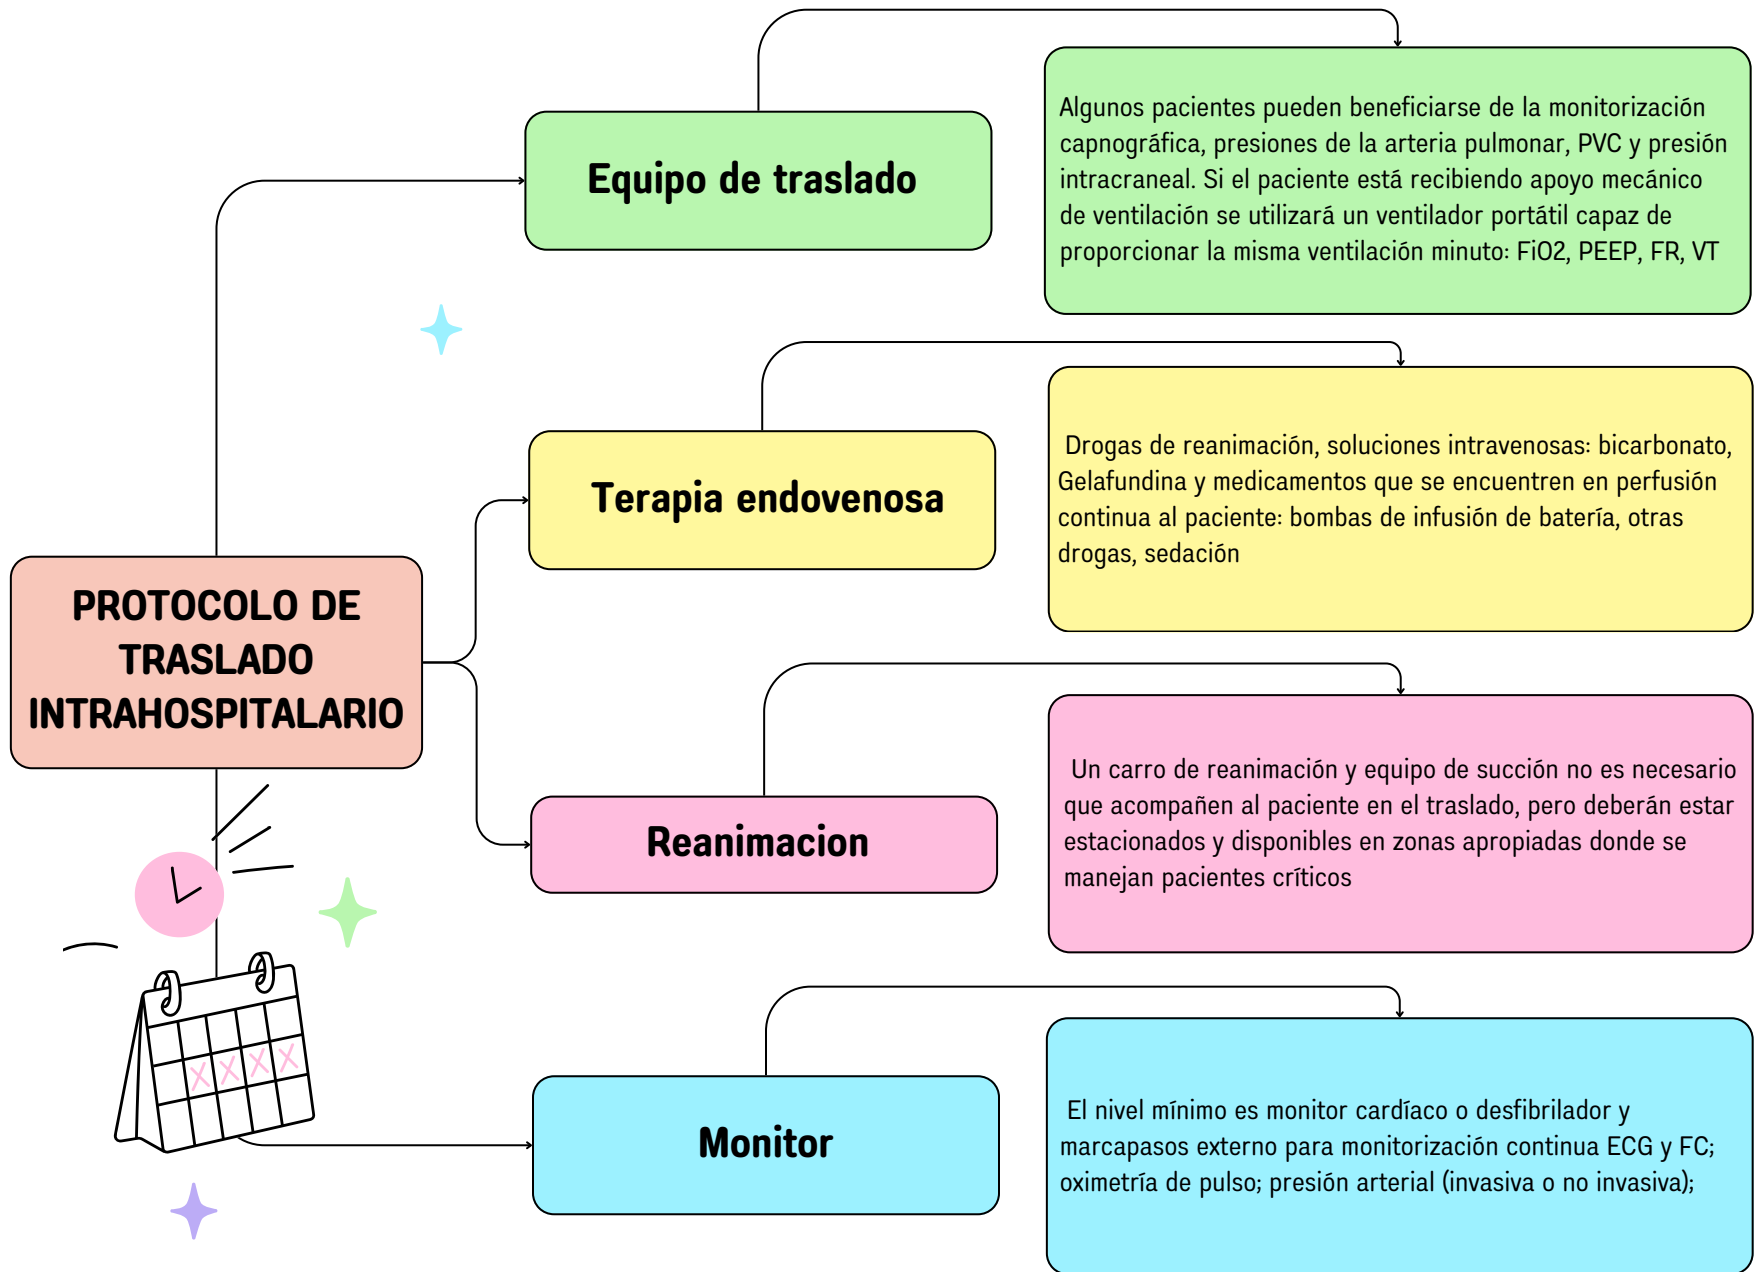 Equipo de traslado
Algunos pacientes pueden beneficiarse de la monitorización
capnográfica, presiones de la arteria pulmonar, PVC y presión
intracraneal. Si el paciente está recibiendo apoyo mecánico
de ventilación se utilizará un ventilador portátil capaz de
proporcionar la misma ventilación minuto: FiO2, PEEP, FR, VT
Terapia endovenosa
Drogas de reanimación, soluciones intravenosas: bicarbonato,
Gelafundina y medicamentos que se encuentren en perfusión
continua al paciente: bombas de infusión de batería, otras
drogas, sedación
PROTOCOLO DE
TRASLADO
INTRAHOSPITALARIO
Reanimacion
Un carro de reanimación y equipo de succión no es necesario
que acompañen al paciente en el traslado, pero deberán estar
estacionados y disponibles en zonas apropiadas donde se
manejan pacientes críticos
Monitor
El nivel mínimo es monitor cardíaco o desfibrilador y
marcapasos externo para monitorización continua ECG y FC;
oximetría de pulso; presión arterial (invasiva o no invasiva);